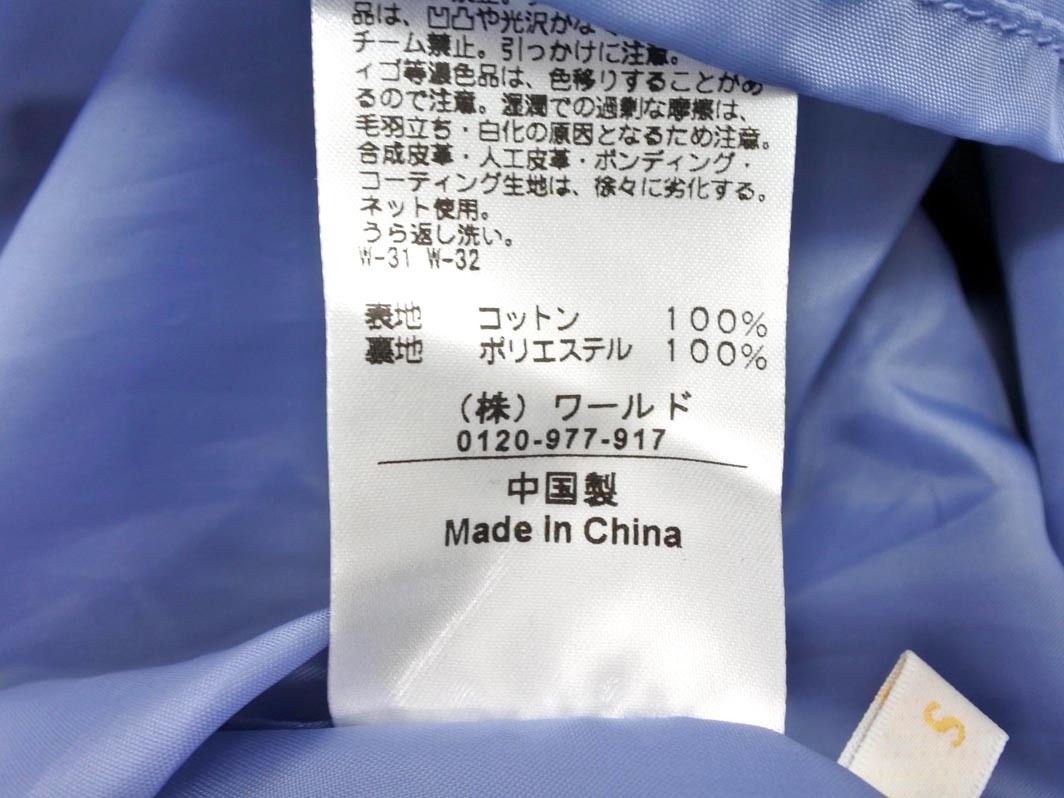 品は、凹凸や光沢がな
チーム禁止。引っかけに注意。
ィゴ等濃色品は、色移りすることがあ
るので注意。湿潤での過剰な摩擦は、
毛羽立ち・白化の原因となるため注意。
合成皮革・人工皮革・ボンディング・
コーティング生地は、徐々に劣化する。
ネット使用。
うら返し洗い。
W-31 W-32
表地 コットン 100%
裏地 ポリエステル 100%
(株)ワールド
0120-977-917
中国製
Made in China
S